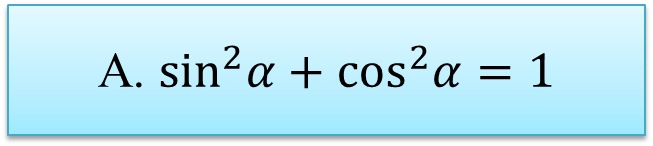 A. sin²α + cos²α = 1